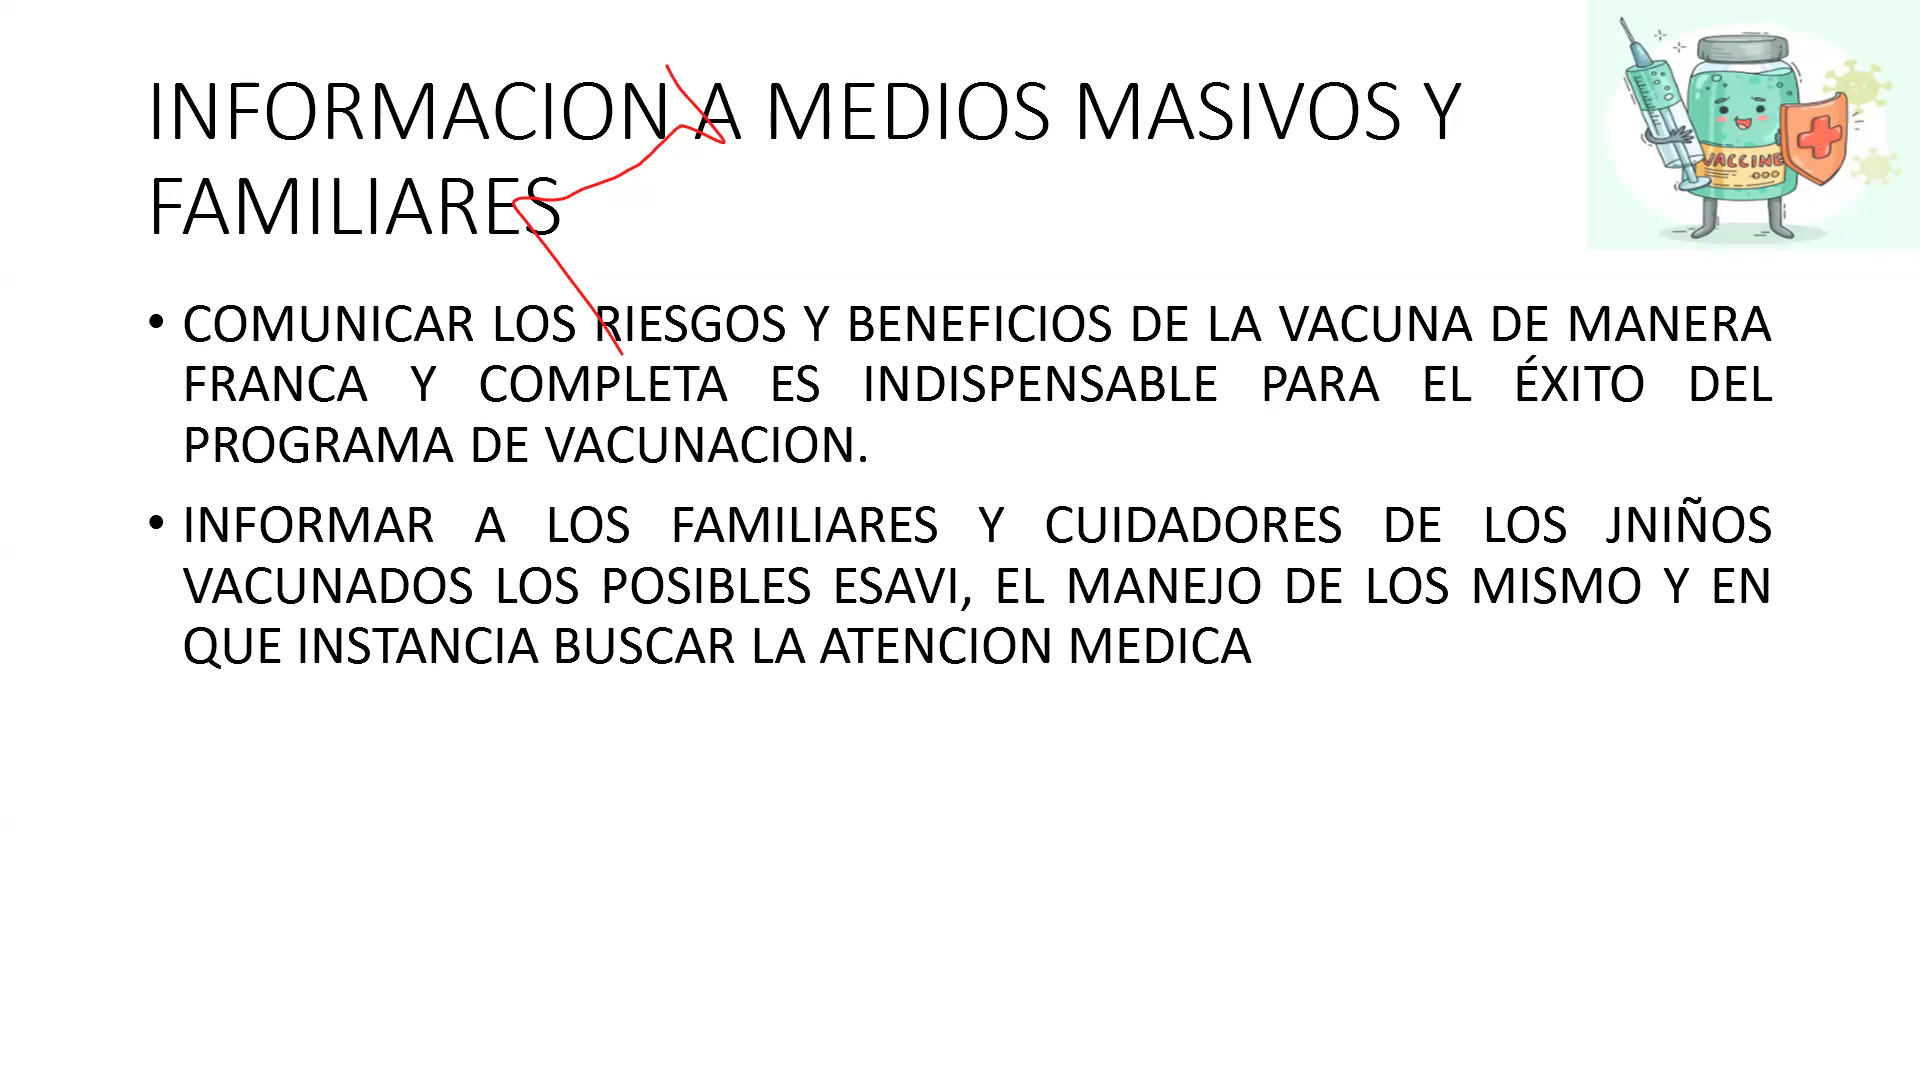 INFORMACION A MEDIOS MASIVOS Y
FAMILIARES
VACCINE
• COMUNICAR LOS RIESGOS Y BENEFICIOS DE LA VACUNA DE MANERA
FRANCA Y COMPLETA ES INDISPENSABLE PARA EL ÉXITO DEL
PROGRAMA DE VACUNACION.
• INFORMAR A LOS FAMILIARES Y CUIDADORES DE LOS JNIÑOS
VACUNADOS LOS POSIBLES ESAVI, EL MANEJO DE LOS MISMO Y EN
QUE INSTANCIA BUSCAR LA ATENCION MEDICA